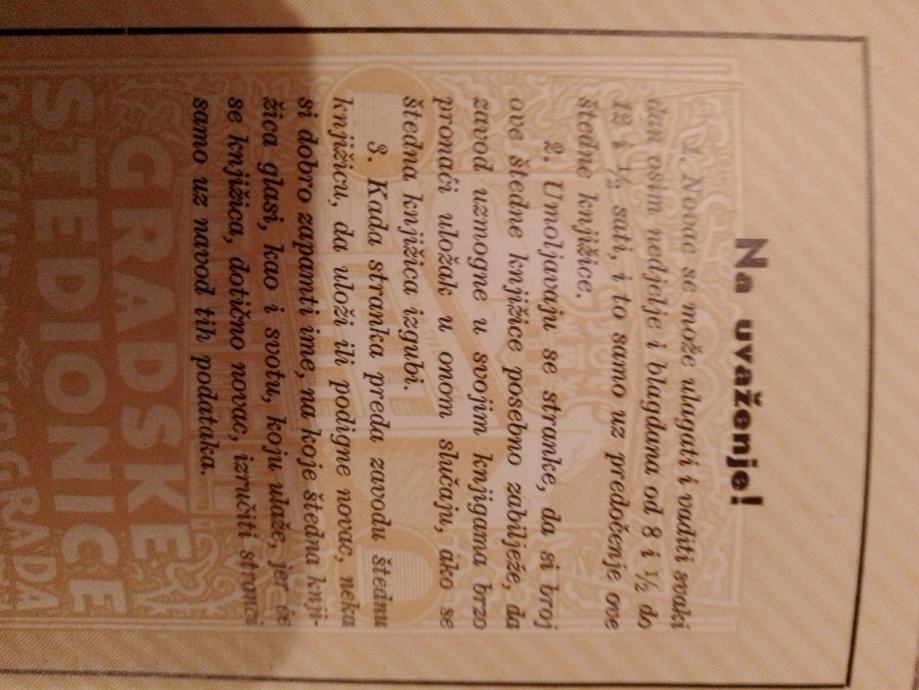 Na uvaženje!
1. Novac se može ulagati i vaditi svaki
dan osim nedjelje i blagdana od 8 i ½ do
12 i ½ sati, i to samo uz predočenje ove
štedne knjižice.
2. Umoljavaju se stranke, da si broj
ove štedne knjižice posebno zabilježe, da
zavod uzmogne u svojim knjigama brzo
pronaći uložak u onom slučaju, ako se
štedna knjižica izgubi.
3. Kada stranka preda zavodu štednu
knjižicu, da uloži ili podigne novac, neka
si dobro zapamti ime, na koje štedna knji-
žica glasi, kao i svotu, koju ulaže, jer će
se knjižica, dotično novac, izručiti stranci
samo uz navod tih podataka.
GRADSKE
ŠTEDIONICE
GRADA